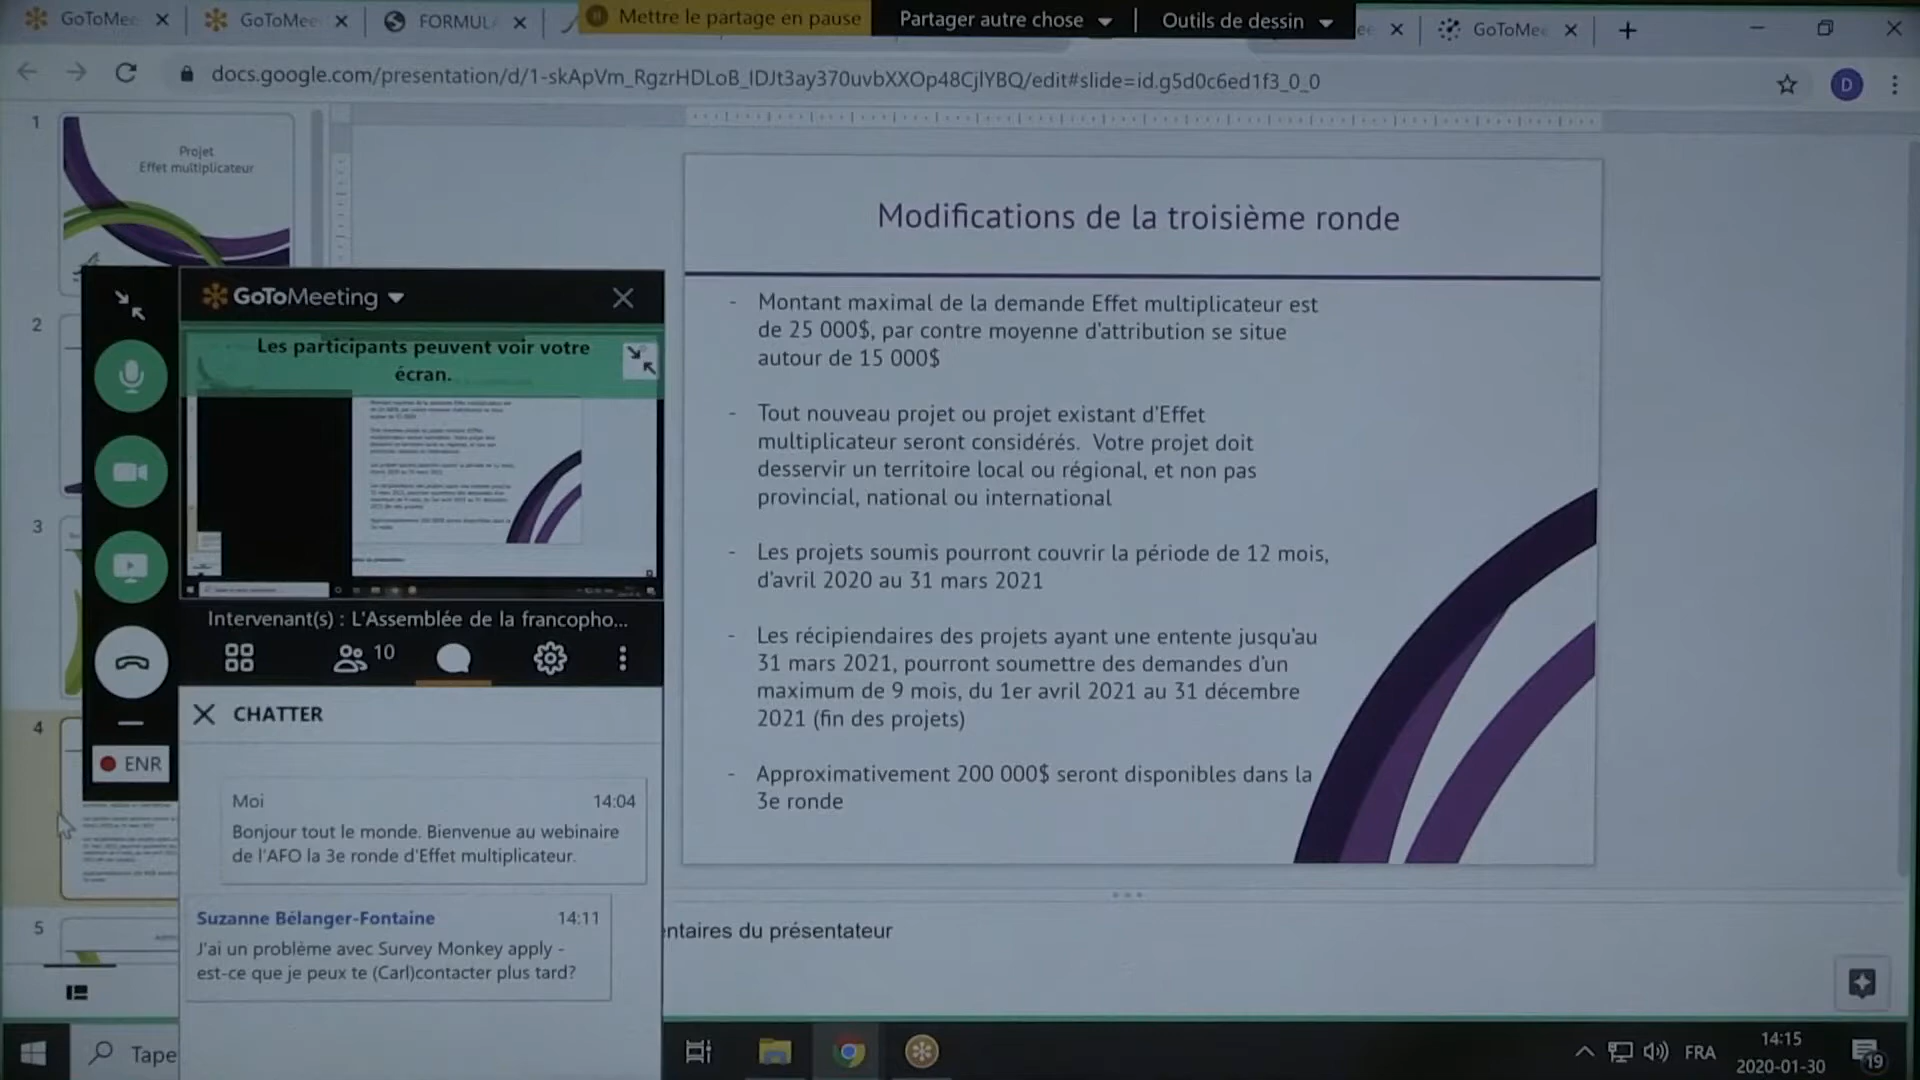 GoToMee
GoToMee
FORMUL
Mettre le partage en pause
Partager autre chose
Outils de dessin
GoToMee
docs.google.com/presentation/d/1-skApVm_RgzrHDLoB_IDJt3ay370uvbXXOp48CjlYBQ/edit#slide=id.g5d0c6ed1f3_0_0
1
Projet
Effet multiplicateur
2
3
4
5
GoToMeeting
Les participants peuvent voir votre
écran.
Intervenant(s) : L'Assemblée de la francopho...
10
ENR
CHATTER
Moi 14:04
Bonjour tout le monde. Bienvenue au webinaire
de l'AFO la 3e ronde d'Effet multiplicateur.
Suzanne Bélanger-Fontaine 14:11
J'ai un problème avec Survey Monkey apply -
est-ce que je peux te (Carl)contacter plus tard?
Modifications de la troisième ronde
- Montant maximal de la demande Effet multiplicateur est
de 25 000$, par contre moyenne d'attribution se situe
autour de 15 000$
- Tout nouveau projet ou projet existant d'Effet
multiplicateur seront considérés. Votre projet doit
desservir un territoire local ou régional, et non pas
provincial, national ou international
- Les projets soumis pourront couvrir la période de 12 mois,
d'avril 2020 au 31 mars 2021
- Les récipiendaires des projets ayant une entente jusqu'au
31 mars 2021, pourront soumettre des demandes d'un
maximum de 9 mois, du 1er avril 2021 au 31 décembre
2021 (fin des projets)
- Approximativement 200 000$ seront disponibles dans la
3e ronde
ntaires du présentateur
D
Tape
FRA
14:15
2020-01-30
19